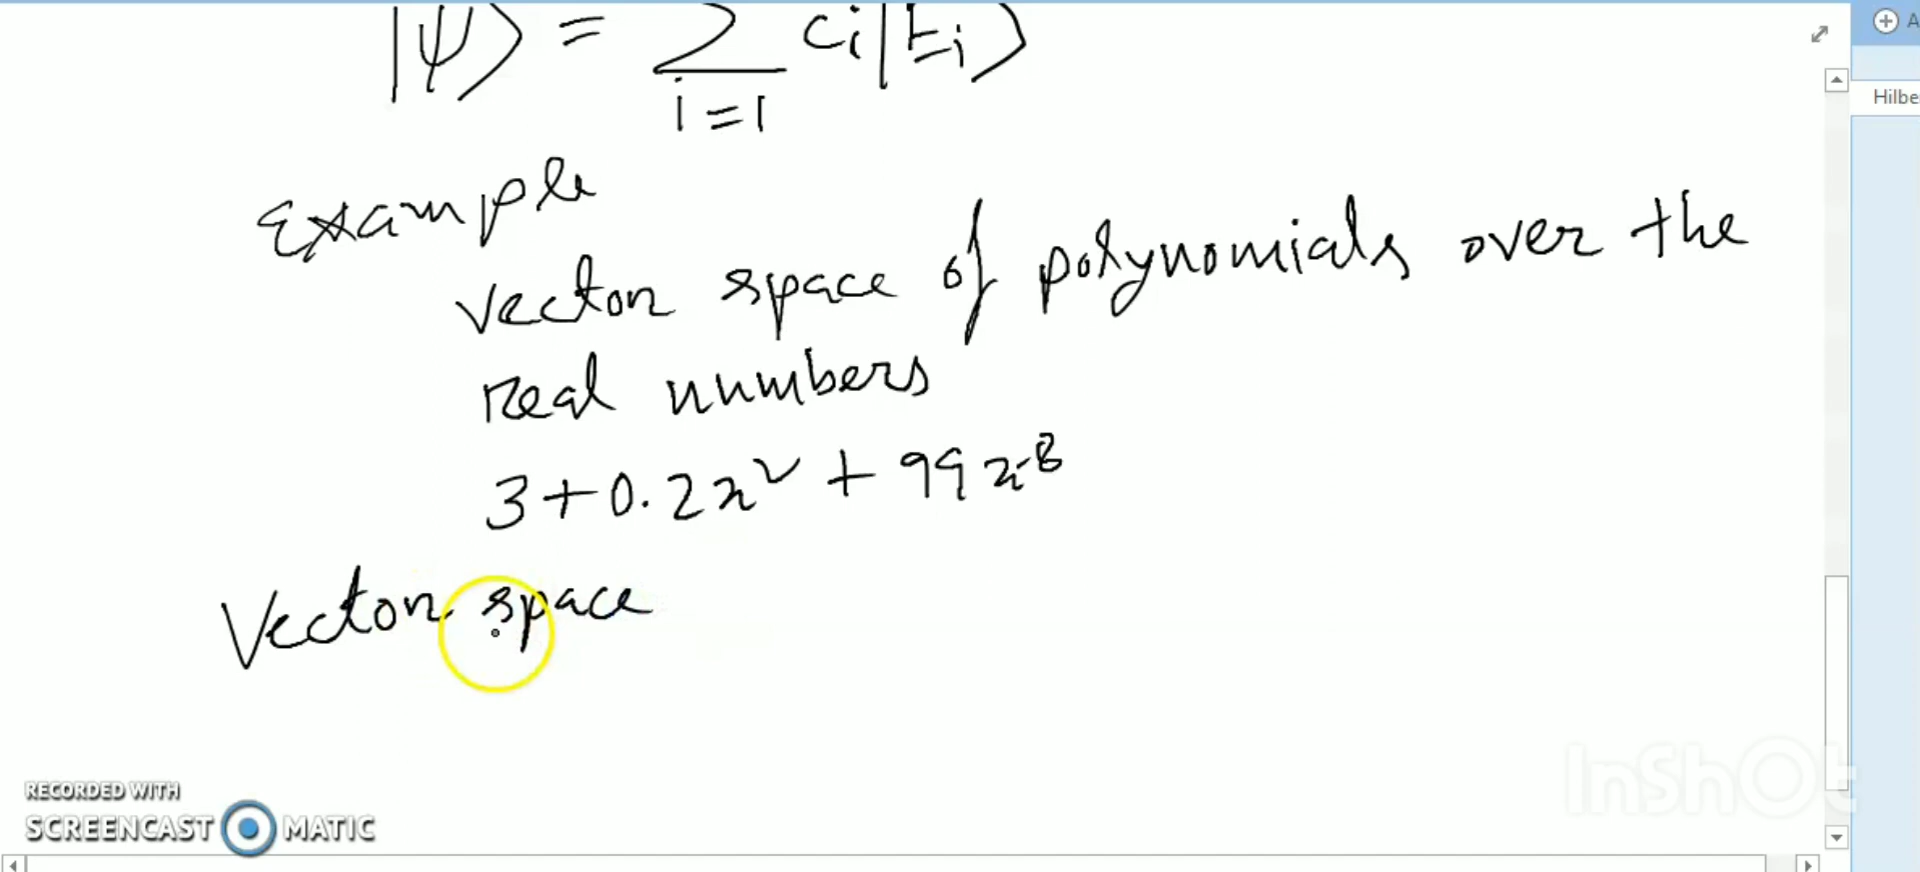 |ψ⟩ = ∑ cᵢ|Eᵢ⟩
i=1
Example
vector space of polynomials over the
real numbers
3+0.2x² + 99x⁸
Vector space
RECORDED WITH
SCREENCAST MATIC
InShOt
A
Hilbe